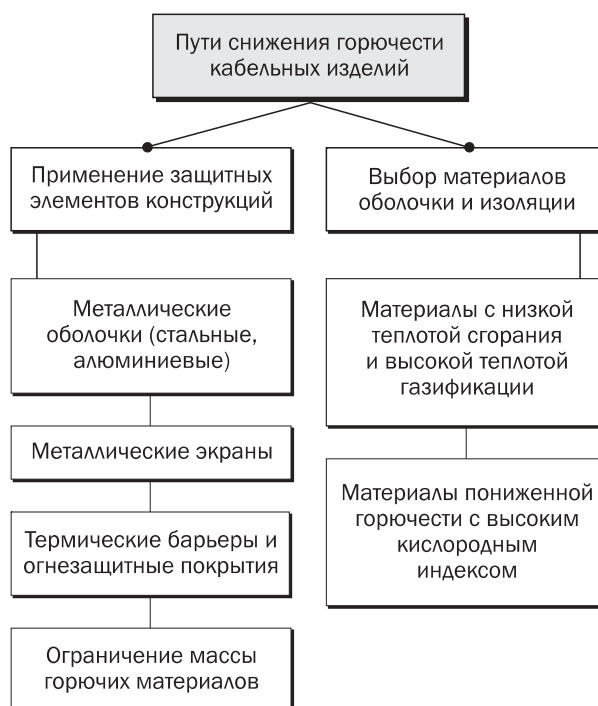 Пути снижения горючести
кабельных изделий
Применение защитных
элементов конструкций
Металлические
оболочки (стальные,
алюминиевые)
Металлические экраны
Термические барьеры и
огнезащитные покрытия
Ограничение массы
горючих материалов
Выбор материалов
оболочки и изоляции
Материалы с низкой
теплотой сгорания
и высокой теплотой
газификации
Материалы пониженной
горючести с высоким
кислородным
индексом